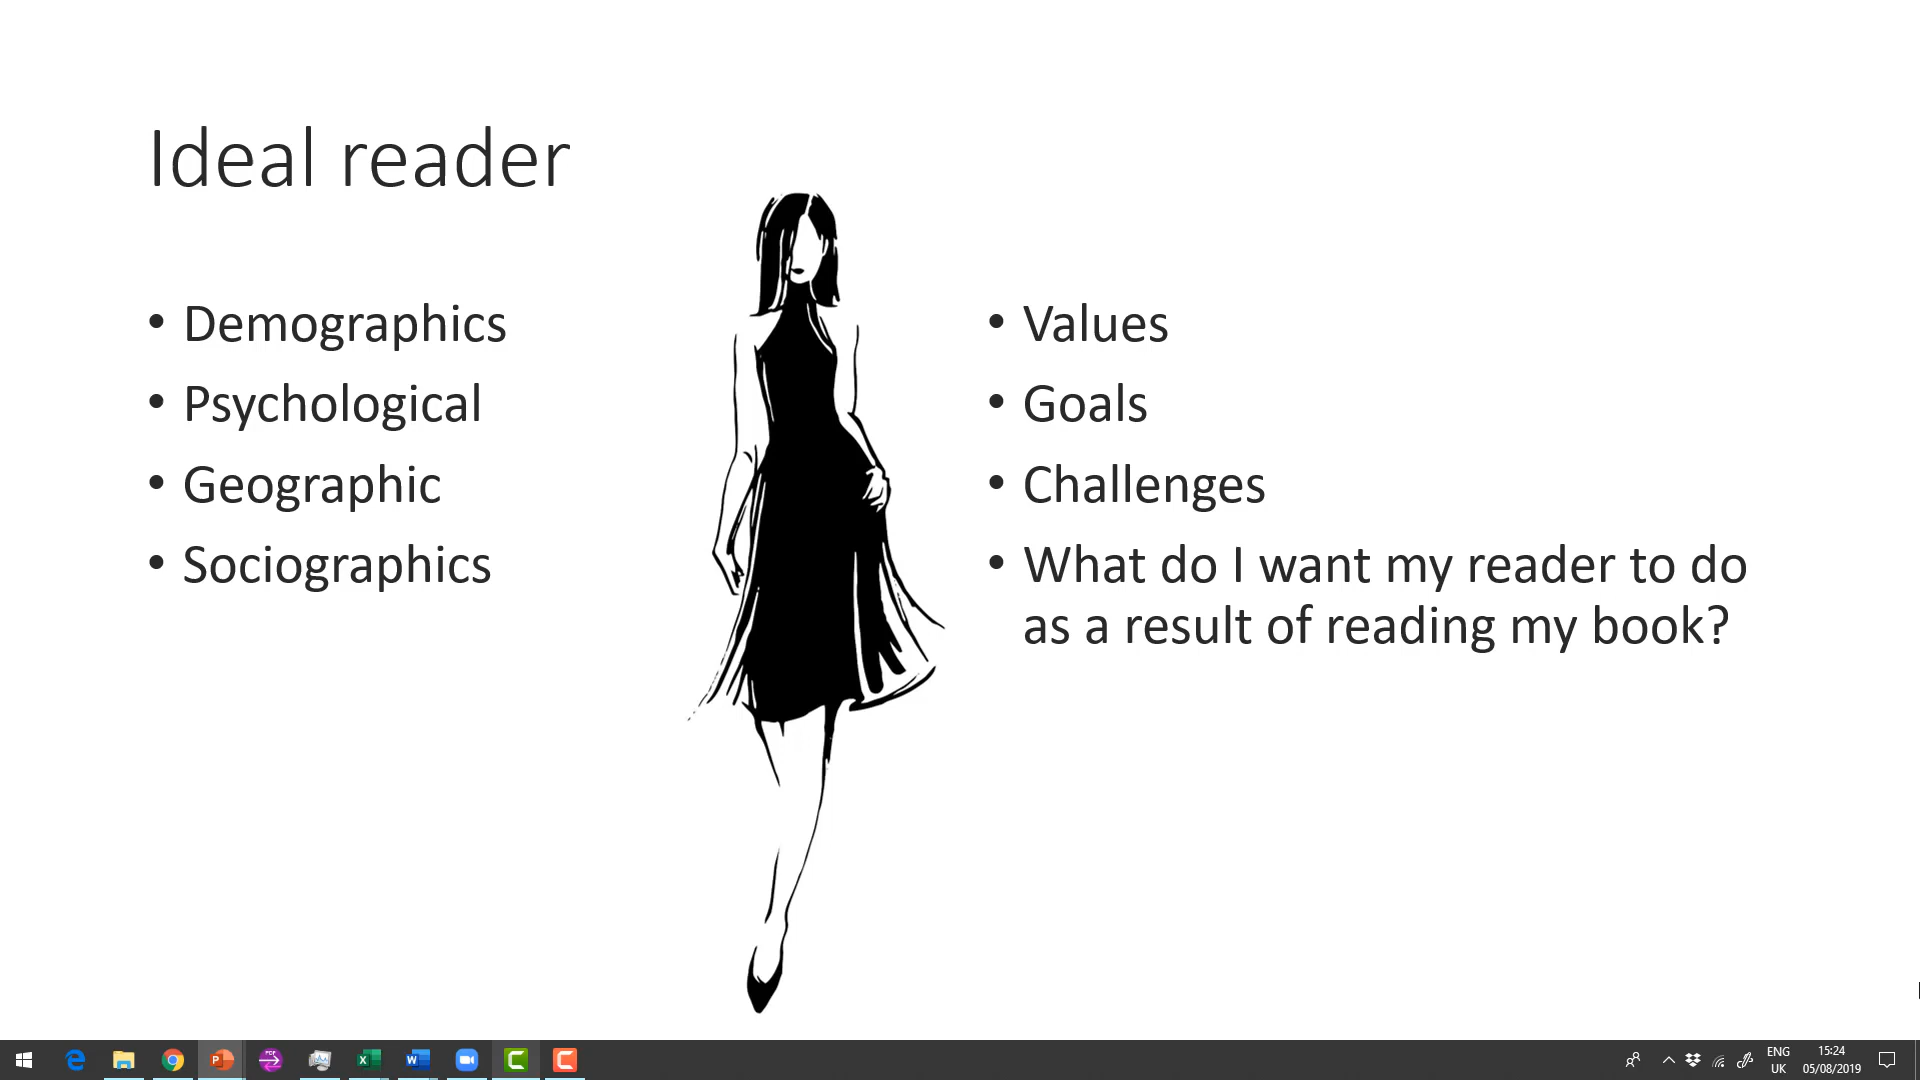 Ideal reader
• Demographics
• Psychological
• Geographic
• Sociographics
• Values
• Goals
• Challenges
• What do I want my reader to do
as a result of reading my book?
ENG
UK
15:24
05/08/2019